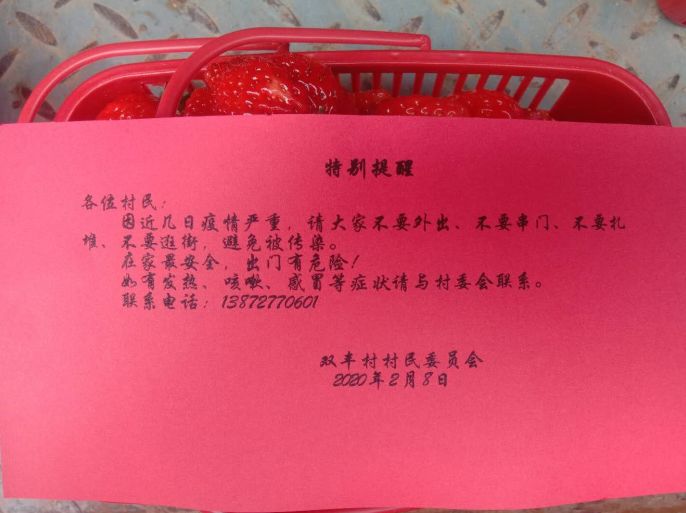 特别提醒
各位村民：
因近几日疫情严重，请大家不要外出、不要串门、不要扎
堆、不要逛街，避免被传染。
在家最安全，出门有危险！
如有发热、咳嗽、感冒等症状请与村委会联系。
联系电话：13872770601
双丰村村民委员会
2020年2月8日